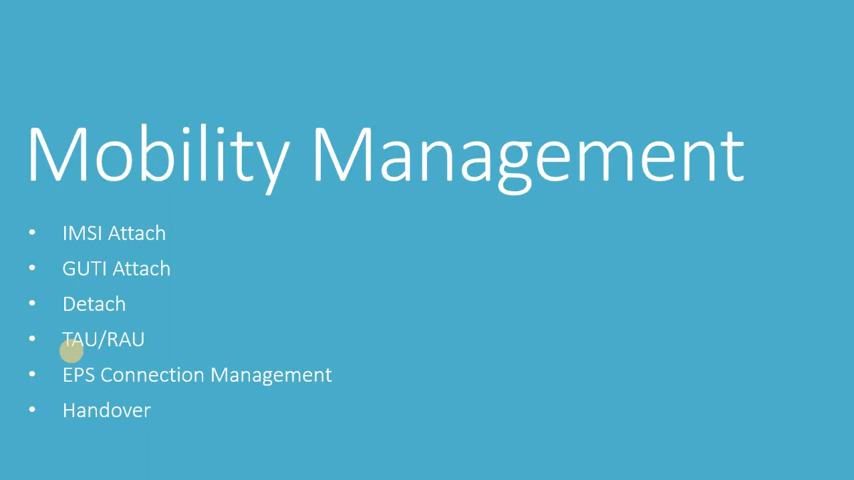 Mobility Management
• IMSI Attach
• GUTI Attach
• Detach
• TAU/RAU
• EPS Connection Management
• Handover